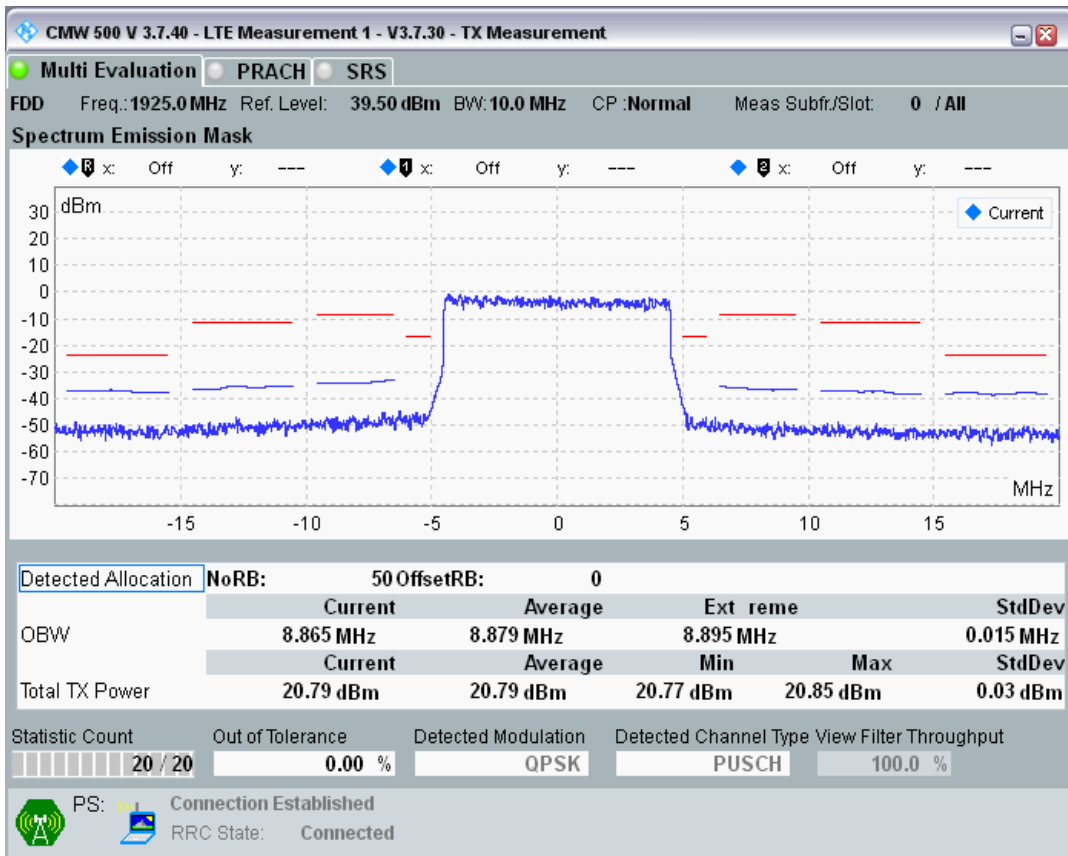 CMW 500 V 3.7.40 - LTE Measurement 1 - V3.7.30 - TX Measurement
Multi Evaluation PRACH SRS
FDD Freq.: 1925.0 MHz Ref. Level: 39.50 dBm BW: 10.0 MHz CP : Normal Meas Subfr./Slot: 0 / All
Spectrum Emission Mask
R x: Off y: --- 1 x: Off y: --- 2 x: Off y: ---
dBm
Current
30
20
10
0
-10
-20
-30
-40
-50
-60
-70
MHz
-15 -10 -5 0 5 10 15
Detected Allocation NoRB: 50 OffsetRB: 0
Current Average Ext reme StdDev
OBW 8.865 MHz 8.879 MHz 8.895 MHz 0.015 MHz
Current Average Min Max StdDev
Total TX Power 20.79 dBm 20.79 dBm 20.77 dBm 20.85 dBm 0.03 dBm
Statistic Count Out of Tolerance Detected Modulation Detected Channel Type View Filter Throughput
20 / 20 0.00 % QPSK PUSCH 100.0 %
PS: Connection Established
RRC State: Connected